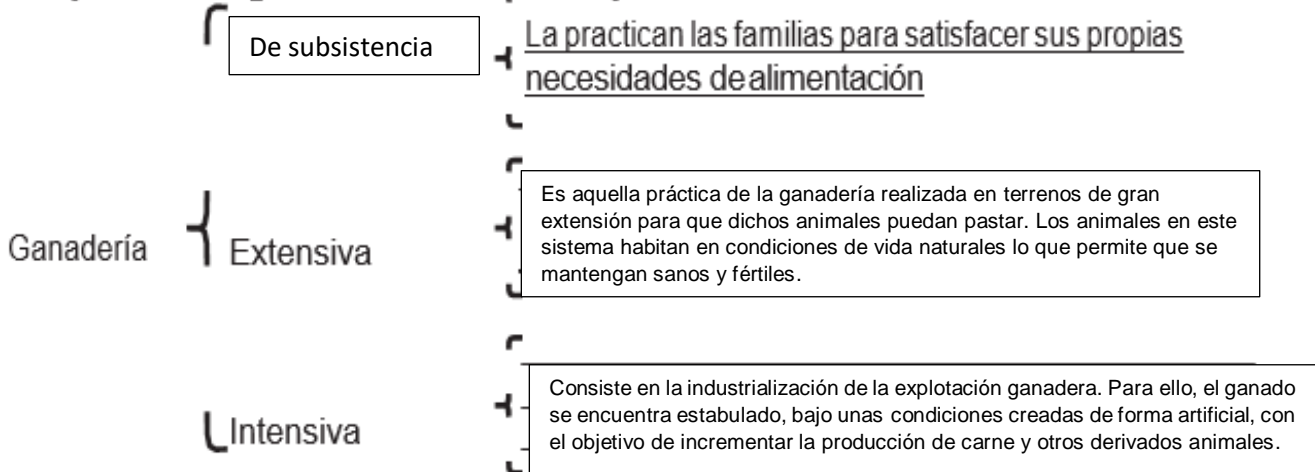 De subsistencia
La practican las familias para satisfacer sus propias
necesidades de alimentación
Ganadería
Extensiva
Es aquella práctica de la ganadería realizada en terrenos de gran
extensión para que dichos animales puedan pastar. Los animales en este
sistema habitan en condiciones de vida naturales lo que permite que se
mantengan sanos y fértiles.
Intensiva
Consiste en la industrialización de la explotación ganadera. Para ello, el ganado
se encuentra estabulado, bajo unas condiciones creadas de forma artificial, con
el objetivo de incrementar la producción de carne y otros derivados animales.